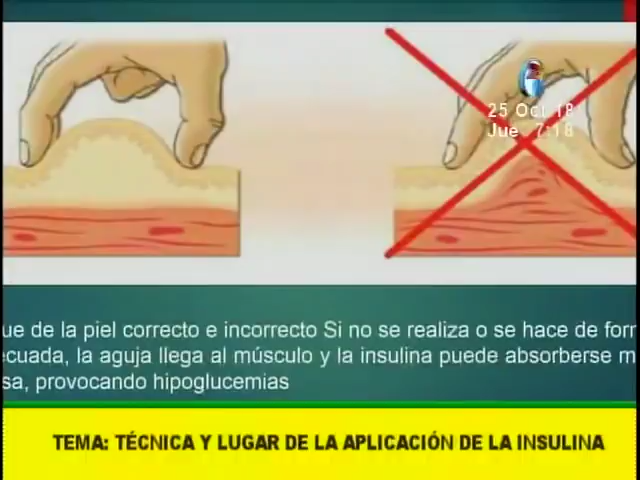 25 Oct 18
Jue 7:18
ue de la piel correcto e incorrecto Si no se realiza o se hace de for
ecuada, la aguja llega al músculo y la insulina puede absorberse m
sa, provocando hipoglucemias
TEMA: TÉCNICA Y LUGAR DE LA APLICACIÓN DE LA INSULINA